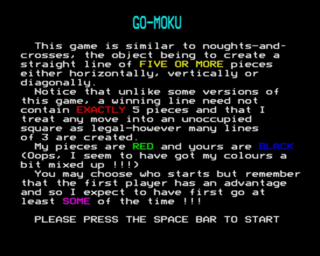 GO-MOKU
This game is similar to noughts-and-
crosses, the object being to create a
straight line of FIVE OR MORE pieces
either horizontally, vertically or
diagonally.
Notice that unlike some versions of
this game, a winning line need not
contain EXACTLY 5 pieces and that I
treat any move into an unoccupied
square as legal-however many lines
of 3 are created.
My pieces are RED and yours are BLACK
(Oops, I seem to have got my colours a
bit mixed up !!!)
You may choose who starts but remember
that the first player has an advantage
and so I expect to have first go at
least SOME of the time !!!
PLEASE PRESS THE SPACE BAR TO START